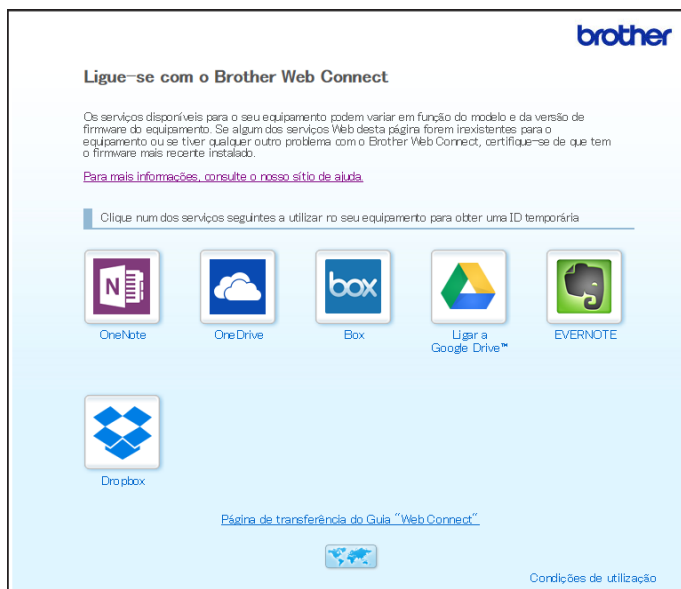 brother
Ligue-se com o Brother Web Connect
Os serviços disponíveis para o seu equipamento podem variar em função do modelo e da versão de
firmware do equipamento. Se algum dos serviços Web desta página forem inexistentes para o
equipamento ou se tiver qualquer outro problema com o Brother Web Connect, certifique-se de que tem
o firmware mais recente instalado.
Para mais informações, consulte o nosso sítio de ajuda.
Clique num dos serviços seguintes a utilizar no seu equipamento para obter uma ID temporária
N
box
OneNote
OneDrive
Box
Ligar a
Google Drive™
EVERNOTE
Dropbox
Página de transferência do Guia "Web Connect"
Condições de utilização